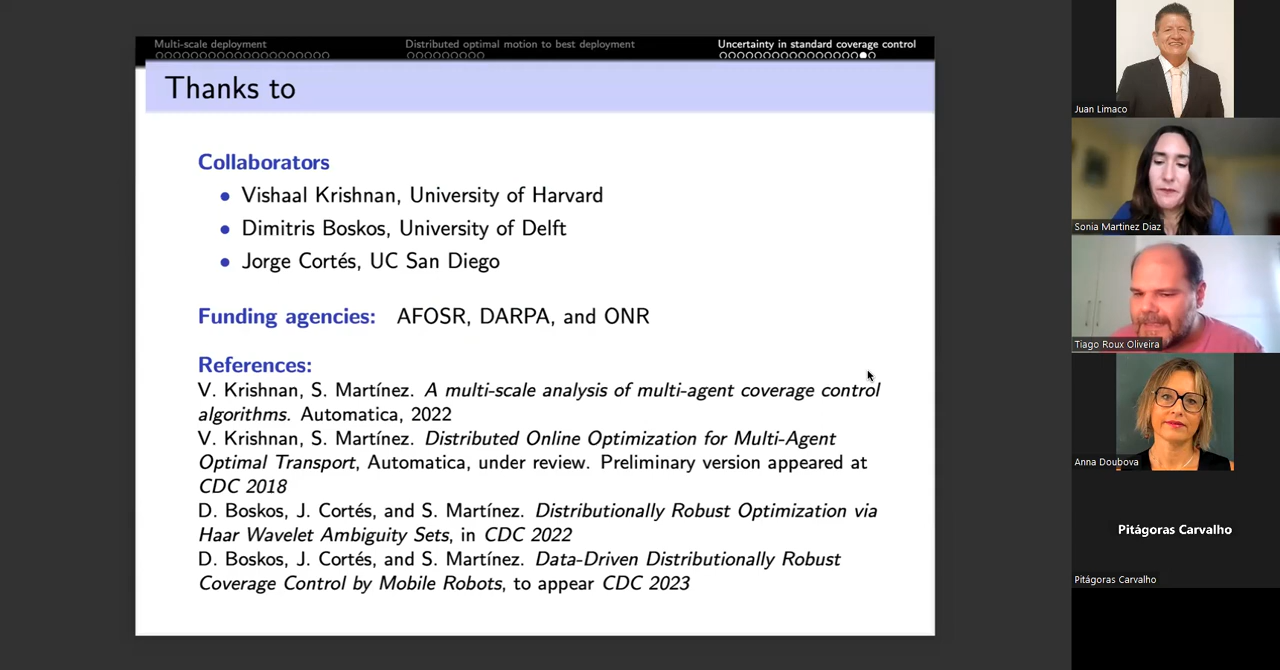 Multi-scale deployment
Distributed optimal motion to best deployment
Uncertainty in standard coverage control
Thanks to
Collaborators
• Vishaal Krishnan, University of Harvard
• Dimitris Boskos, University of Delft
• Jorge Cortés, UC San Diego
Funding agencies: AFOSR, DARPA, and ONR
References:
V. Krishnan, S. Martínez. A multi-scale analysis of multi-agent coverage control
algorithms. Automatica, 2022
V. Krishnan, S. Martínez. Distributed Online Optimization for Multi-Agent
Optimal Transport, Automatica, under review. Preliminary version appeared at
CDC 2018
D. Boskos, J. Cortés, and S. Martínez. Distributionally Robust Optimization via
Haar Wavelet Ambiguity Sets, in CDC 2022
D. Boskos, J. Cortés, and S. Martínez. Data-Driven Distributionally Robust
Coverage Control by Mobile Robots, to appear CDC 2023
Juan Limaco
Sonia Martinez Diaz
Tiago Roux Oliveira
Anna Doubova
Pitágoras Carvalho
Pitágoras Carvalho